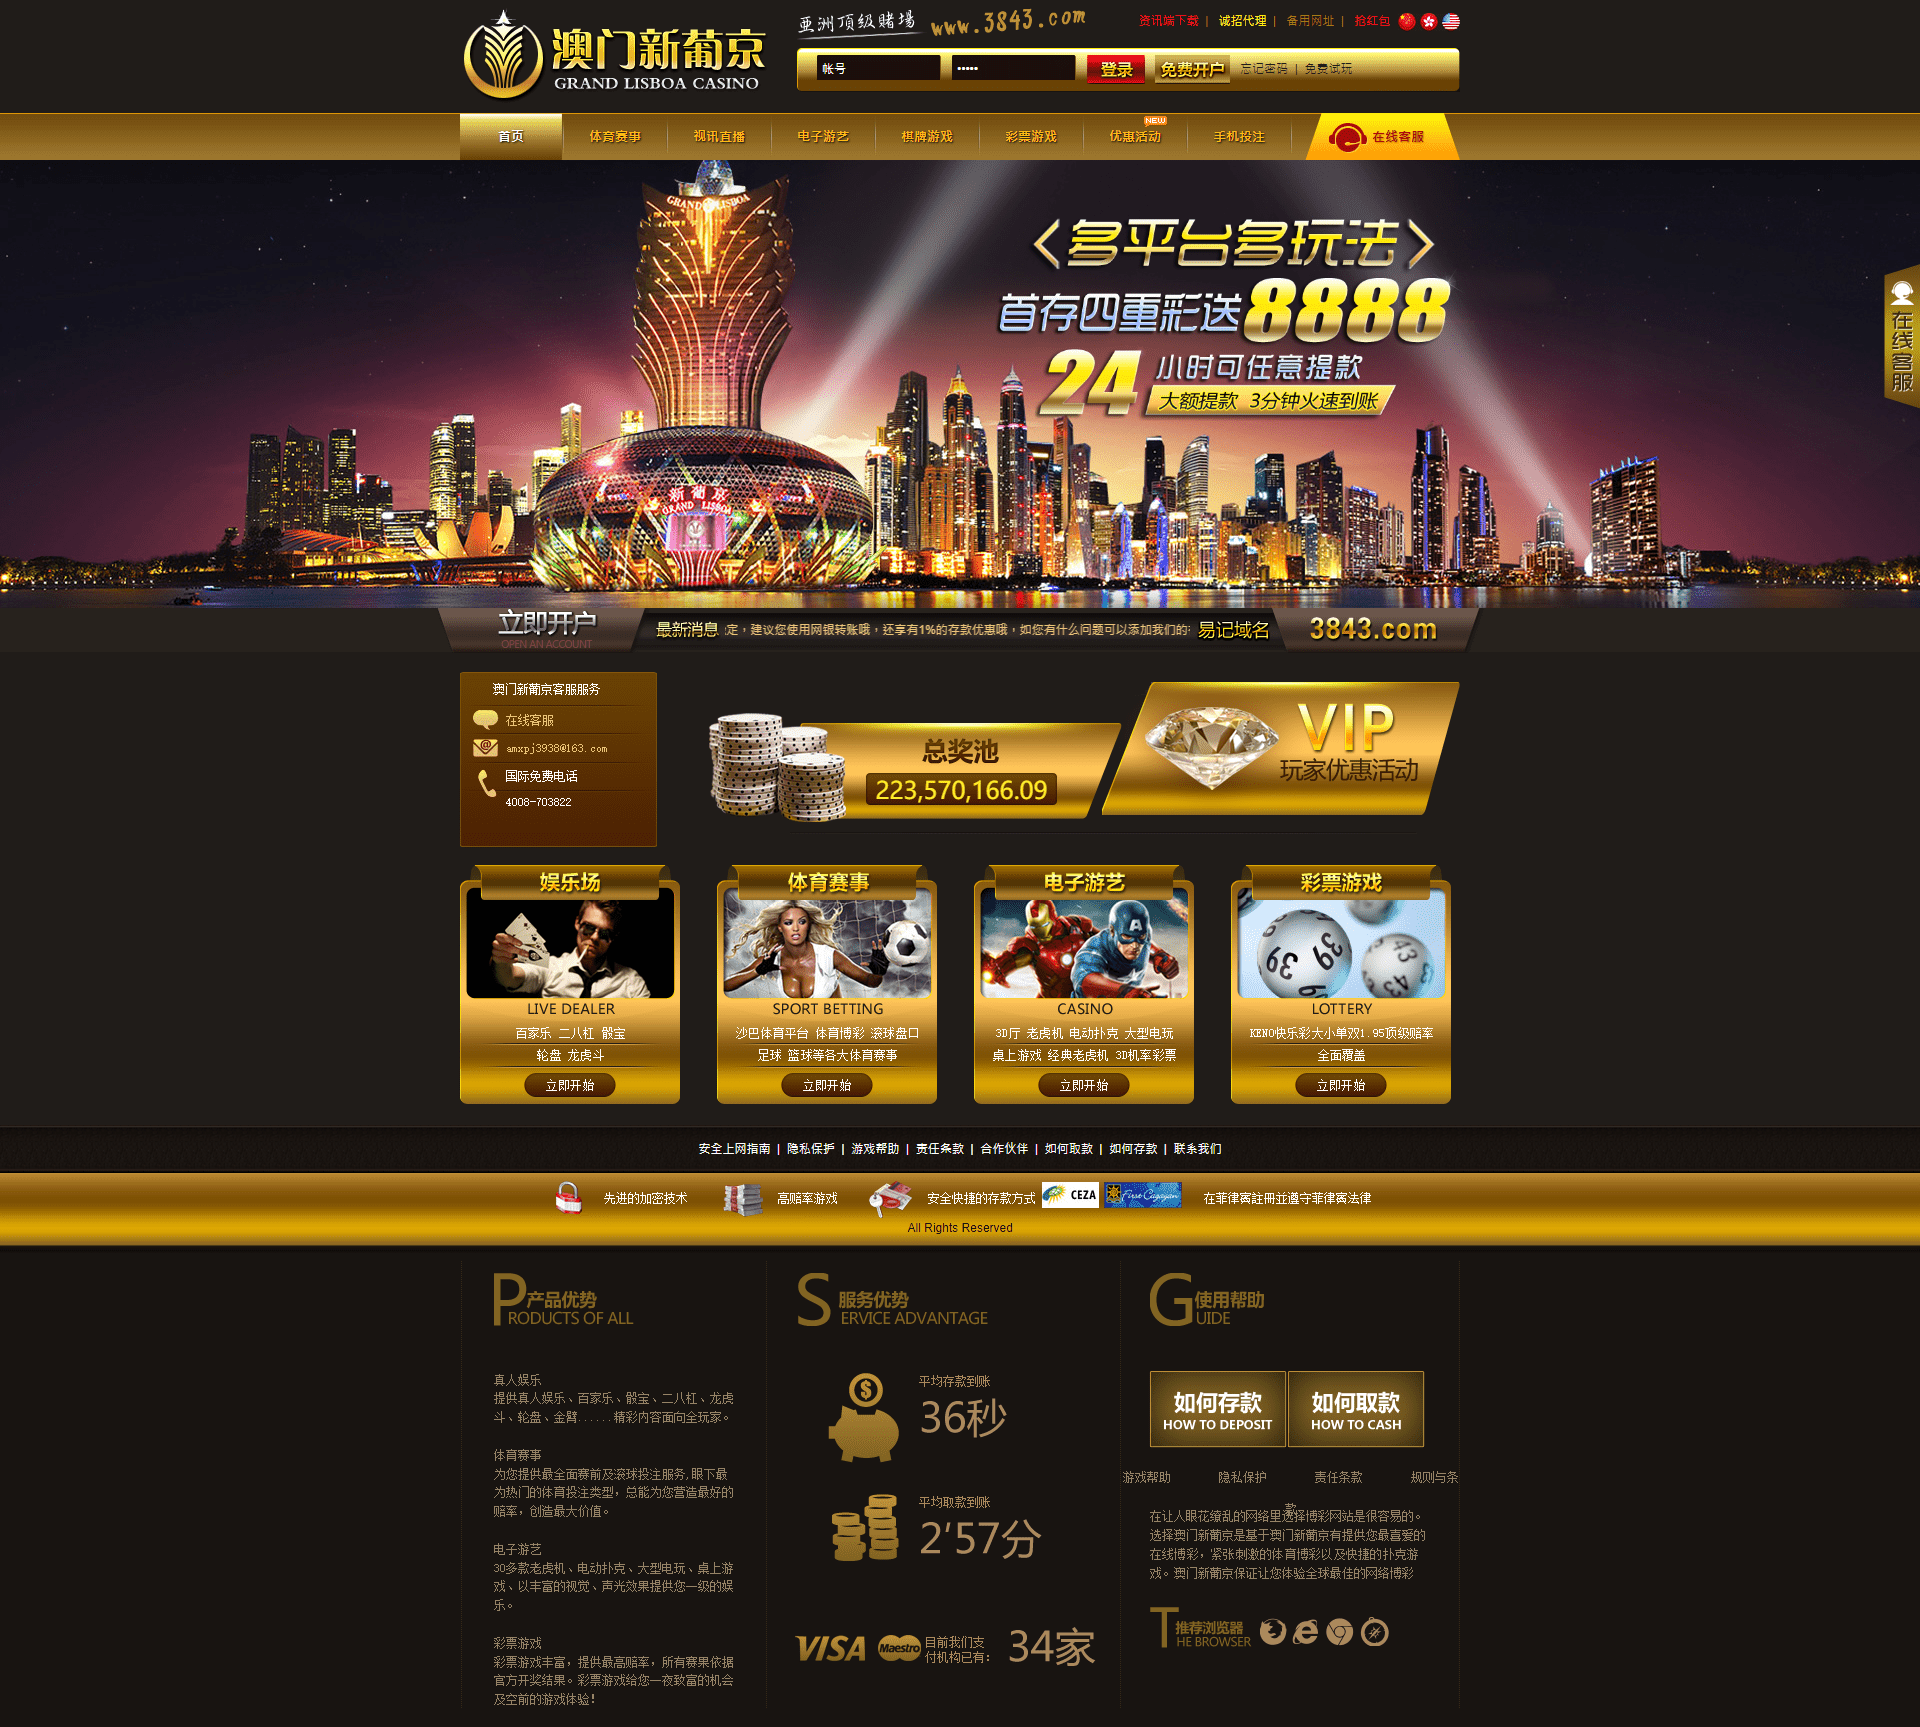 澳门新葡京
GRAND LISBOA CASINO
亚洲顶级赌場 www.3843.com
资讯端下载 | 诚招代理 | 备用网址 | 抢红包
帐号 ••••• 登录 免费开户 忘记密码 | 免费试玩
首页 体育赛事 视讯直播 电子游艺 棋牌游戏 彩票游戏 优惠活动 NEW 手机投注 在线客服
GRAND LISBOA
多平台多玩法
首存四重彩送8888
24小时可任意提款
大额提款 3分钟火速到账
在线客服
新葡京
GRAND LISBOA
立即开户
OPEN AN ACCOUNT
最新消息 定，建议您使用网银转账哦，还享有1%的存款优惠哦，如您有什么问题可以添加我们的 易记域名 3843.com
澳门新葡京客服服务
在线客服
amxpj3938@163.com
国际免费电话
4008-703822
总奖池
223,570,166.09
VIP
玩家优惠活动
娱乐场 体育赛事 电子游艺 彩票游戏
LIVE DEALER SPORT BETTING CASINO LOTTERY
百家乐 二八杠 骰宝 沙巴体育平台 体育博彩 滚球盘口 3D厅 老虎机 电动扑克 大型电玩 KENO快乐彩大小单双1.95顶级赔率
轮盘 龙虎斗 足球 篮球等各大体育赛事 桌上游戏 经典老虎机 3D机率彩票 全面覆盖
立即开始 立即开始 立即开始 立即开始
安全上网指南 | 隐私保护 | 游戏帮助 | 责任条款 | 合作伙伴 | 如何取款 | 如何存款 | 联系我们
先进的加密技术 高赔率游戏 安全快捷的存款方式 CEZA First Cagayan 在菲律宾註冊並遵守菲律宾法律
All Rights Reserved
产品优势
PRODUCTS OF ALL
服务优势
SERVICE ADVANTAGE
使用帮助
GUIDE
真人娱乐
提供真人娱乐、百家乐、骰宝、二八杠、龙虎
斗、轮盘、金臂......精彩内容面向全玩家。
体育赛事
为您提供最全面赛前及滚球投注服务,眼下最
为热门的体育投注类型，总能为您营造最好的
赔率，创造最大价值。
电子游艺
30多款老虎机、电动扑克、大型电玩、桌上游
戏、以丰富的视觉、声光效果提供您一级的娱
乐。
彩票游戏
彩票游戏丰富，提供最高赔率，所有赛果依据
官方开奖结果。彩票游戏给您一夜致富的机会
及空前的游戏体验！
平均存款到账
36秒
平均取款到账
2'57分
VISA Maestro 目前我们支
付机构已有: 34家
如何存款
HOW TO DEPOSIT
如何取款
HOW TO CASH
游戏帮助 隐私保护 责任条款 规则与条
款
在让人眼花缭乱的网络里选择博彩网站是很容易的。
选择澳门新葡京是基于澳门新葡京有提供您最喜爱的
在线博彩，紧张刺激的体育博彩以及快捷的扑克游
戏。澳门新葡京保证让您体验全球最佳的网络博彩
推荐浏览器
THE BROWSER